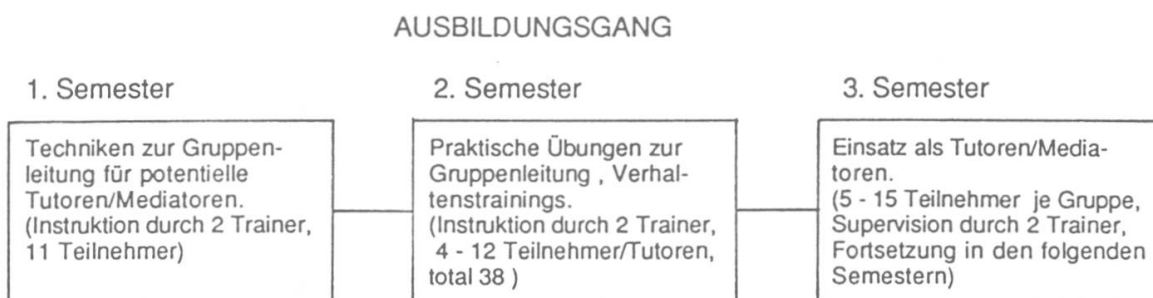 AUSBILDUNGSGANG
1. Semester
Techniken zur Gruppen-
leitung für potentielle
Tutoren/Mediatoren.
(Instruktion durch 2 Trainer,
11 Teilnehmer)
2. Semester
Praktische Übungen zur
Gruppenleitung , Verhal-
tenstrainings.
(Instruktion durch 2 Trainer,
4 - 12 Teilnehmer/Tutoren,
total 38 )
3. Semester
Einsatz als Tutoren/Media-
toren.
(5 - 15 Teilnehmer je Gruppe,
Supervision durch 2 Trainer,
Fortsetzung in den folgenden
Semestern)